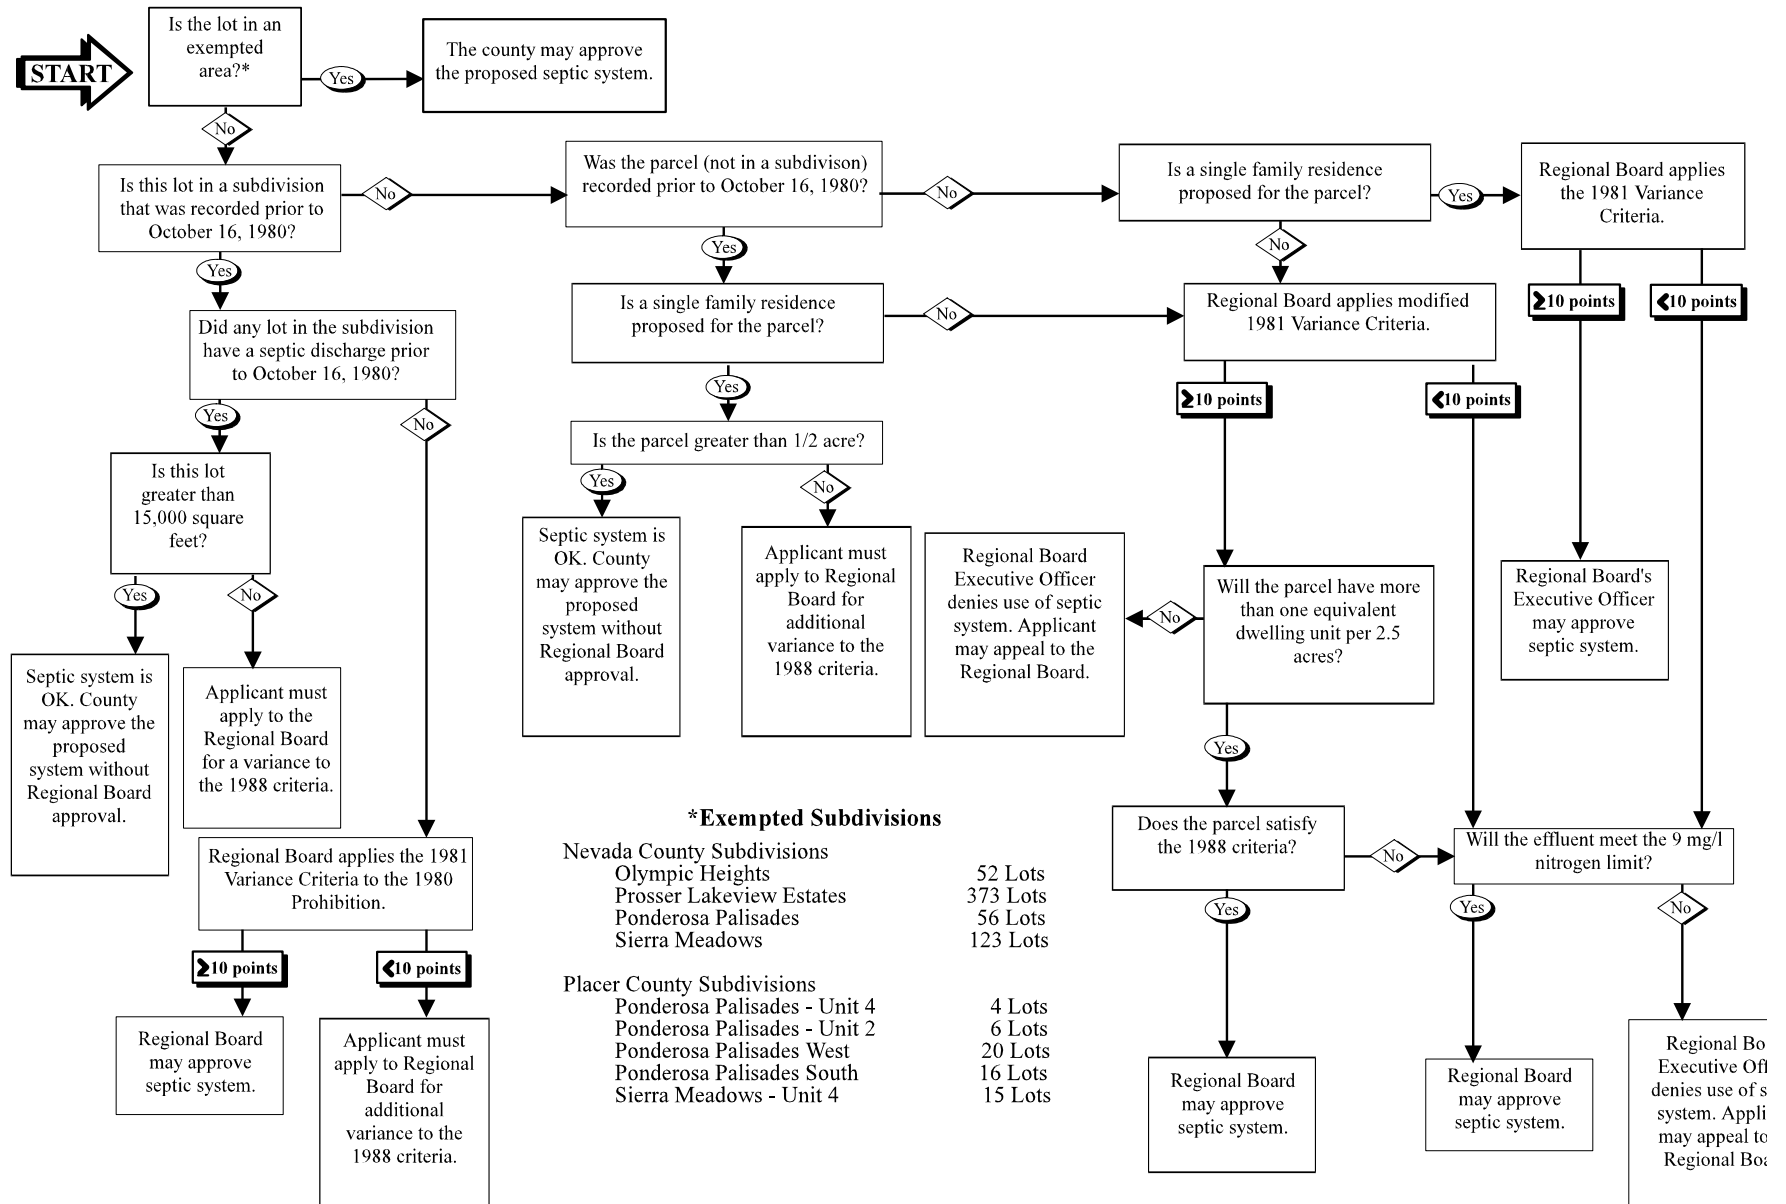 START
Is the lot in an
exempted
area?*
Yes
The county may approve
the proposed septic system.
No
Is this lot in a subdivision
that was recorded prior to
October 16, 1980?
No
Was the parcel (not in a subdivison)
recorded prior to October 16, 1980?
No
Is a single family residence
proposed for the parcel?
Yes
Regional Board applies
the 1981 Variance
Criteria.
Yes
Yes
No
≥10 points
<10 points
Did any lot in the subdivision
have a septic discharge prior
to October 16, 1980?
Is a single family residence
proposed for the parcel?
No
Regional Board applies modified
1981 Variance Criteria.
Yes
No
Yes
≥10 points
<10 points
Is this lot
greater than
15,000 square
feet?
Is the parcel greater than 1/2 acre?
Yes
No
Yes
No
Septic system is
OK. County
may approve the
proposed
system without
Regional Board
approval.
Applicant must
apply to Regional
Board for
additional
variance to the
1988 criteria.
Regional Board
Executive Officer
denies use of septic
system. Applicant
may appeal to the
Regional Board.
No
Will the parcel have more
than one equivalent
dwelling unit per 2.5
acres?
Regional Board's
Executive Officer
may approve
septic system.
Septic system is
OK. County
may approve the
proposed
system without
Regional Board
approval.
Applicant must
apply to the
Regional Board
for a variance to
the 1988 criteria.
Yes
Regional Board applies the 1981
Variance Criteria to the 1980
Prohibition.
≥10 points
<10 points
Regional Board
may approve
septic system.
Applicant must
apply to Regional
Board for
additional
variance to the
1988 criteria.
Does the parcel satisfy
the 1988 criteria?
No
Will the effluent meet the 9 mg/l
nitrogen limit?
Yes
Yes
No
Regional Board
may approve
septic system.
Regional Board
may approve
septic system.
Regional
Executive
denies use of
system.
may appeal to
Regional
*Exempted Subdivisions
Nevada County Subdivisions
Olympic Heights 52 Lots
Prosser Lakeview Estates 373 Lots
Ponderosa Palisades 56 Lots
Sierra Meadows 123 Lots
Placer County Subdivisions
Ponderosa Palisades - Unit 4 4 Lots
Ponderosa Palisades - Unit 2 6 Lots
Ponderosa Palisades West 20 Lots
Ponderosa Palisades South 16 Lots
Sierra Meadows - Unit 4 15 Lots